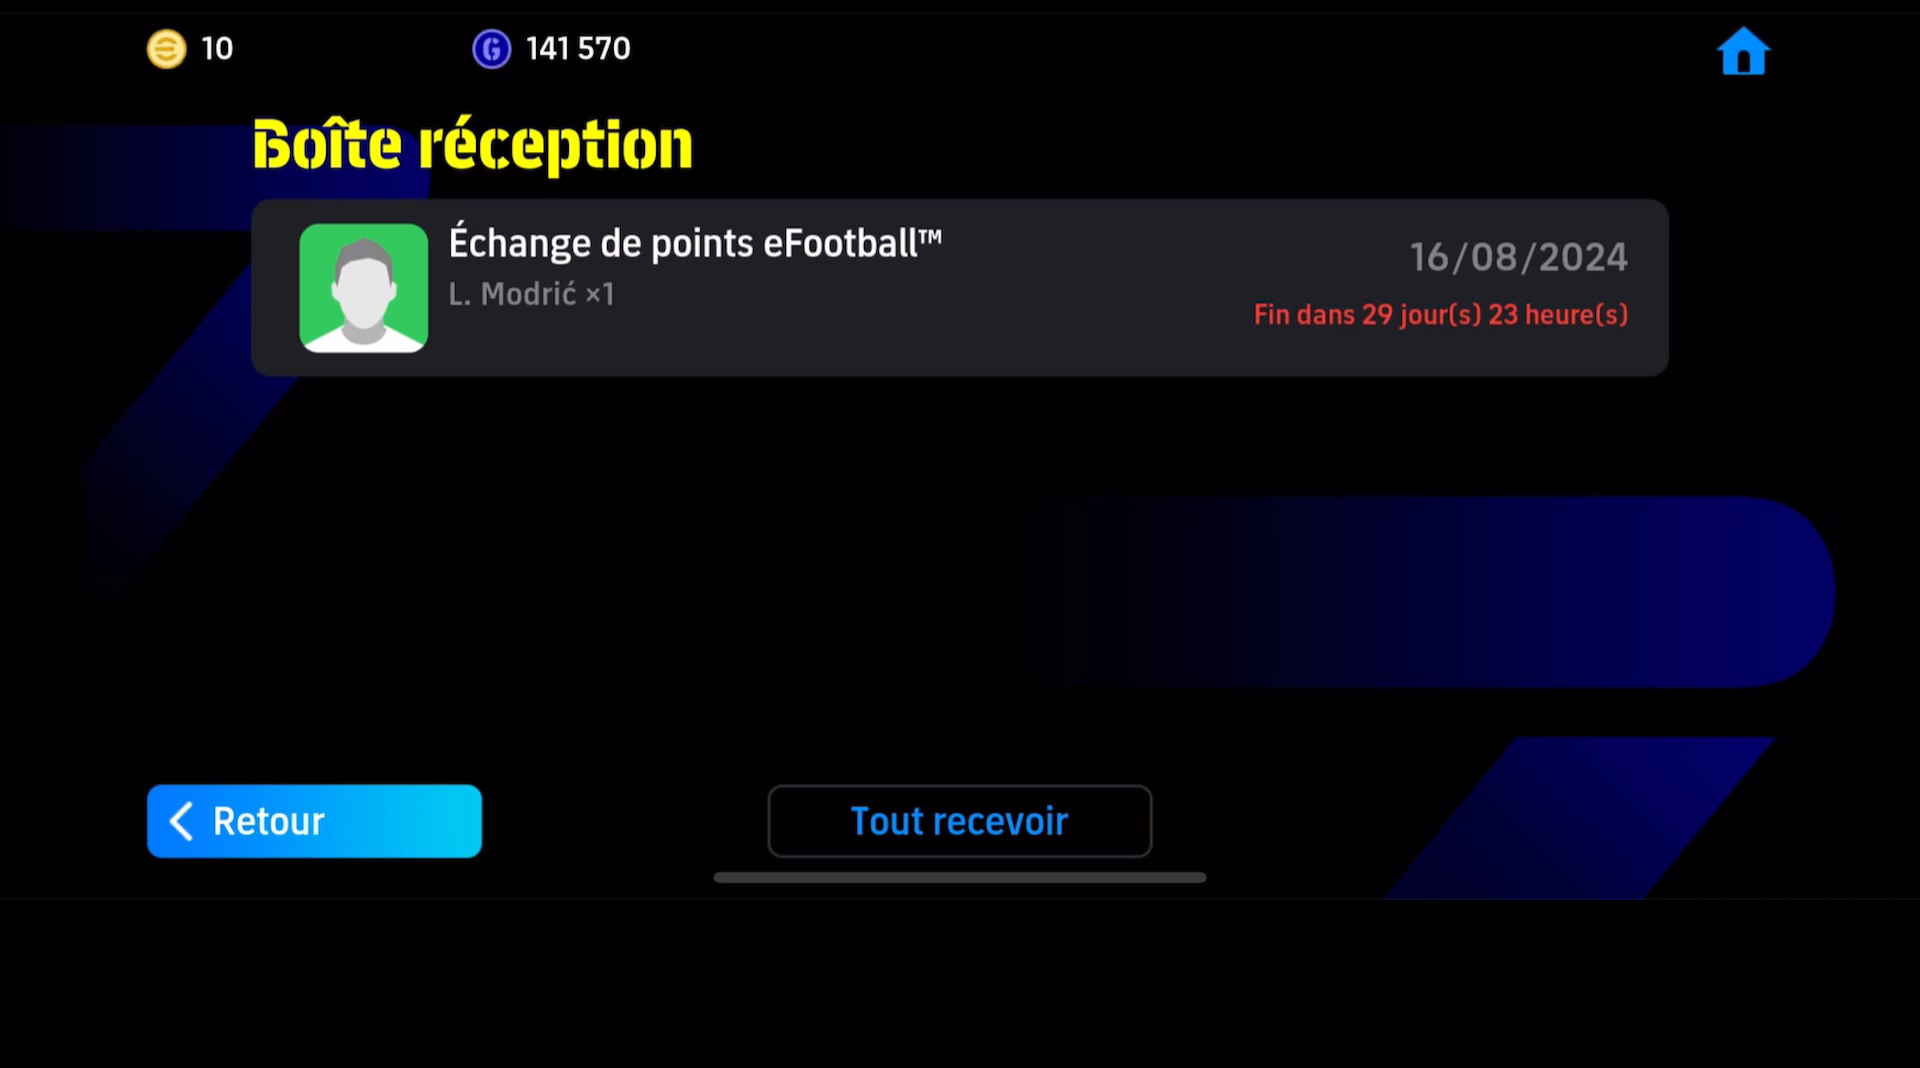 10
141 570
Boîte réception
Échange de points eFootball™
L. Modrić ×1
16/08/2024
Fin dans 29 jour(s) 23 heure(s)
Retour
Tout recevoir